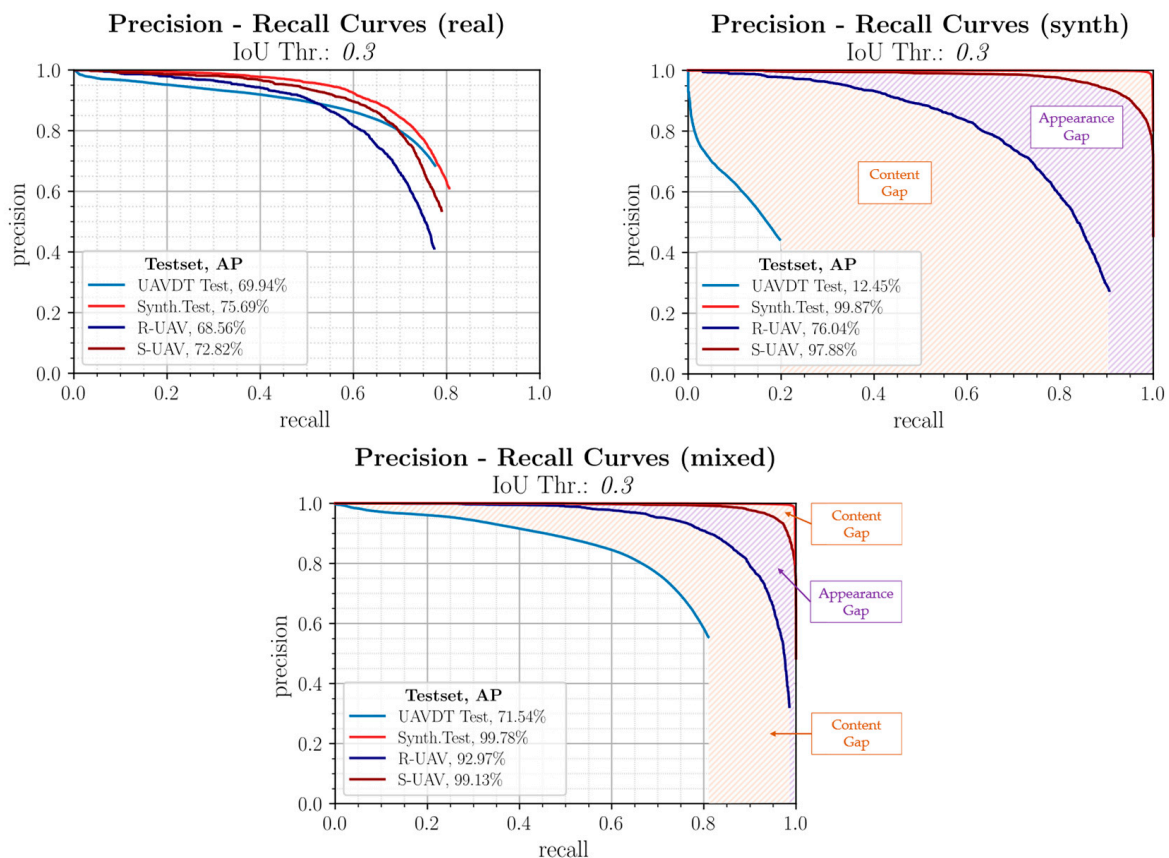 Precision - Recall Curves (real)
IoU Thr.: 0.3
1.0
0.8
0.6
0.4
0.2
0.0
precision
Testset, AP
UAVDT Test, 69.94%
Synth.Test, 75.69%
R-UAV, 68.56%
S-UAV, 72.82%
0.0 0.2 0.4 0.6 0.8 1.0
recall
Precision - Recall Curves (synth)
IoU Thr.: 0.3
1.0
0.8
0.6
0.4
0.2
0.0
precision
Appearance
Gap
Content
Gap
Testset, AP
UAVDT Test, 12.45%
Synth.Test, 99.87%
R-UAV, 76.04%
S-UAV, 97.88%
0.0 0.2 0.4 0.6 0.8 1.0
recall
Precision - Recall Curves (mixed)
IoU Thr.: 0.3
1.0
0.8
0.6
0.4
0.2
0.0
precision
Content
Gap
Appearance
Gap
Content
Gap
Testset, AP
UAVDT Test, 71.54%
Synth.Test, 99.78%
R-UAV, 92.97%
S-UAV, 99.13%
0.0 0.2 0.4 0.6 0.8 1.0
recall